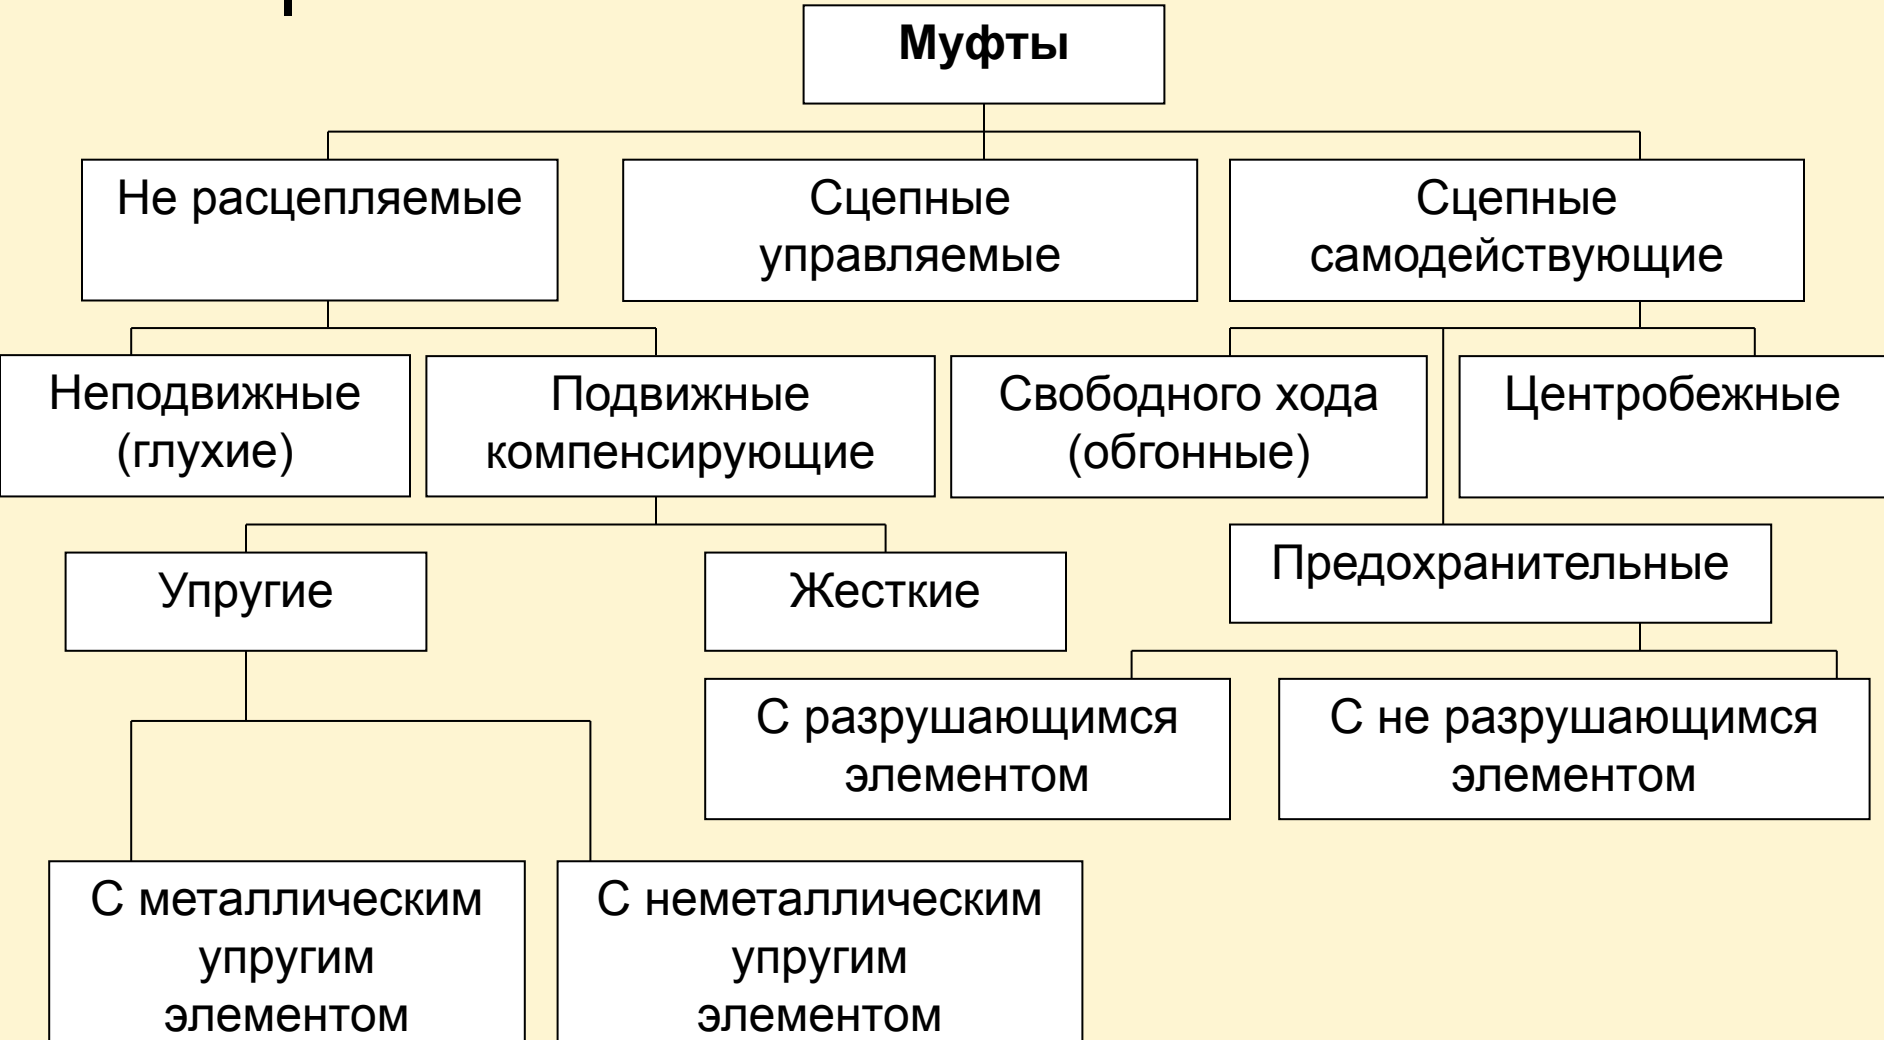 Муфты
Не расцепляемые
Сцепные
управляемые
Сцепные
самодействующие
Неподвижные
(глухие)
Подвижные
компенсирующие
Свободного хода
(обгонные)
Центробежные
Упругие
Жесткие
Предохранительные
С разрушающимся
элементом
С не разрушающимся
элементом
С металлическим
упругим
элементом
С неметаллическим
упругим
элементом